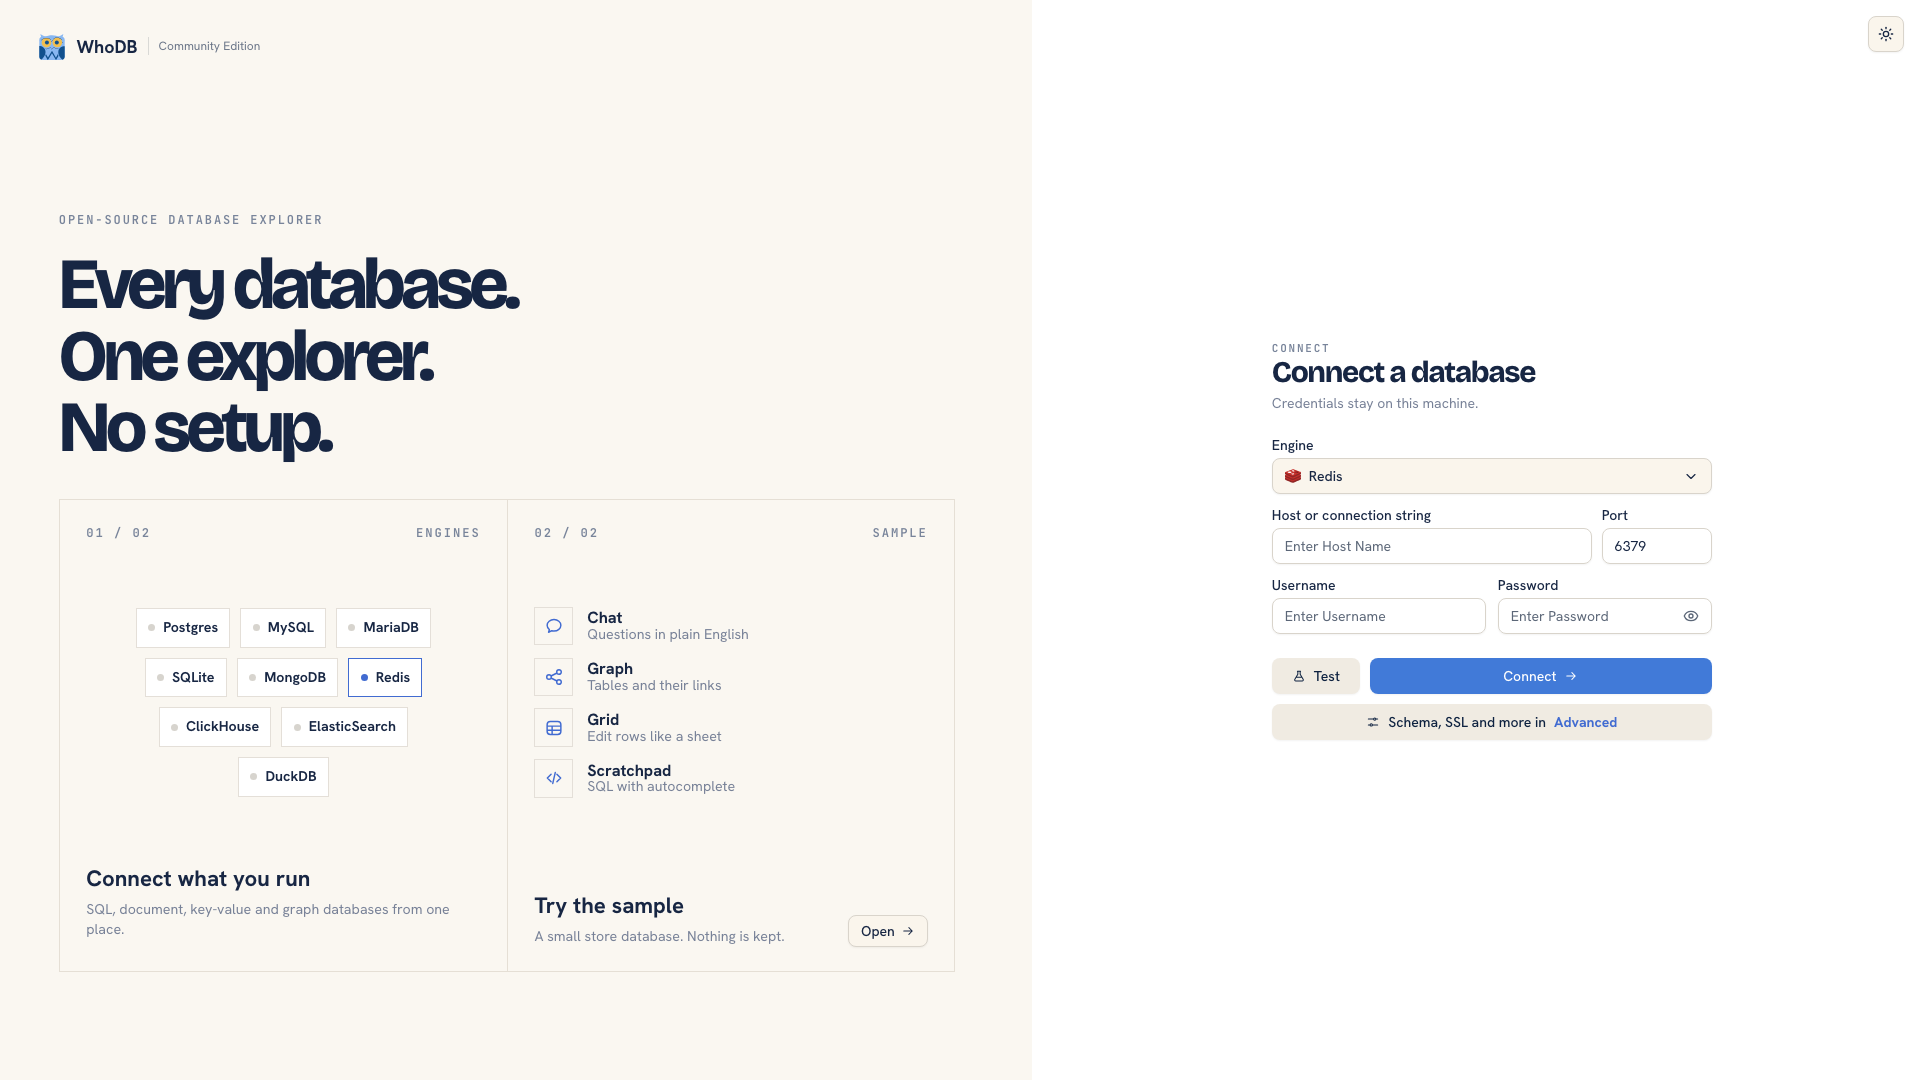 WhoDB
Community Edition
OPEN-SOURCE DATABASE EXPLORER
Every database.
One explorer.
No setup.
01 / 02
ENGINES
Postgres
MySQL
MariaDB
SQLite
MongoDB
Redis
ClickHouse
ElasticSearch
DuckDB
Connect what you run
SQL, document, key-value and graph databases from one
place.
02 / 02
SAMPLE
Chat
Questions in plain English
Graph
Tables and their links
Grid
Edit rows like a sheet
Scratchpad
SQL with autocomplete
Try the sample
A small store database. Nothing is kept.
Open
CONNECT
Connect a database
Credentials stay on this machine.
Engine
Redis
Host or connection string
Port
Enter Host Name
6379
Username
Password
Enter Username
Enter Password
Test
Connect
Schema, SSL and more in Advanced